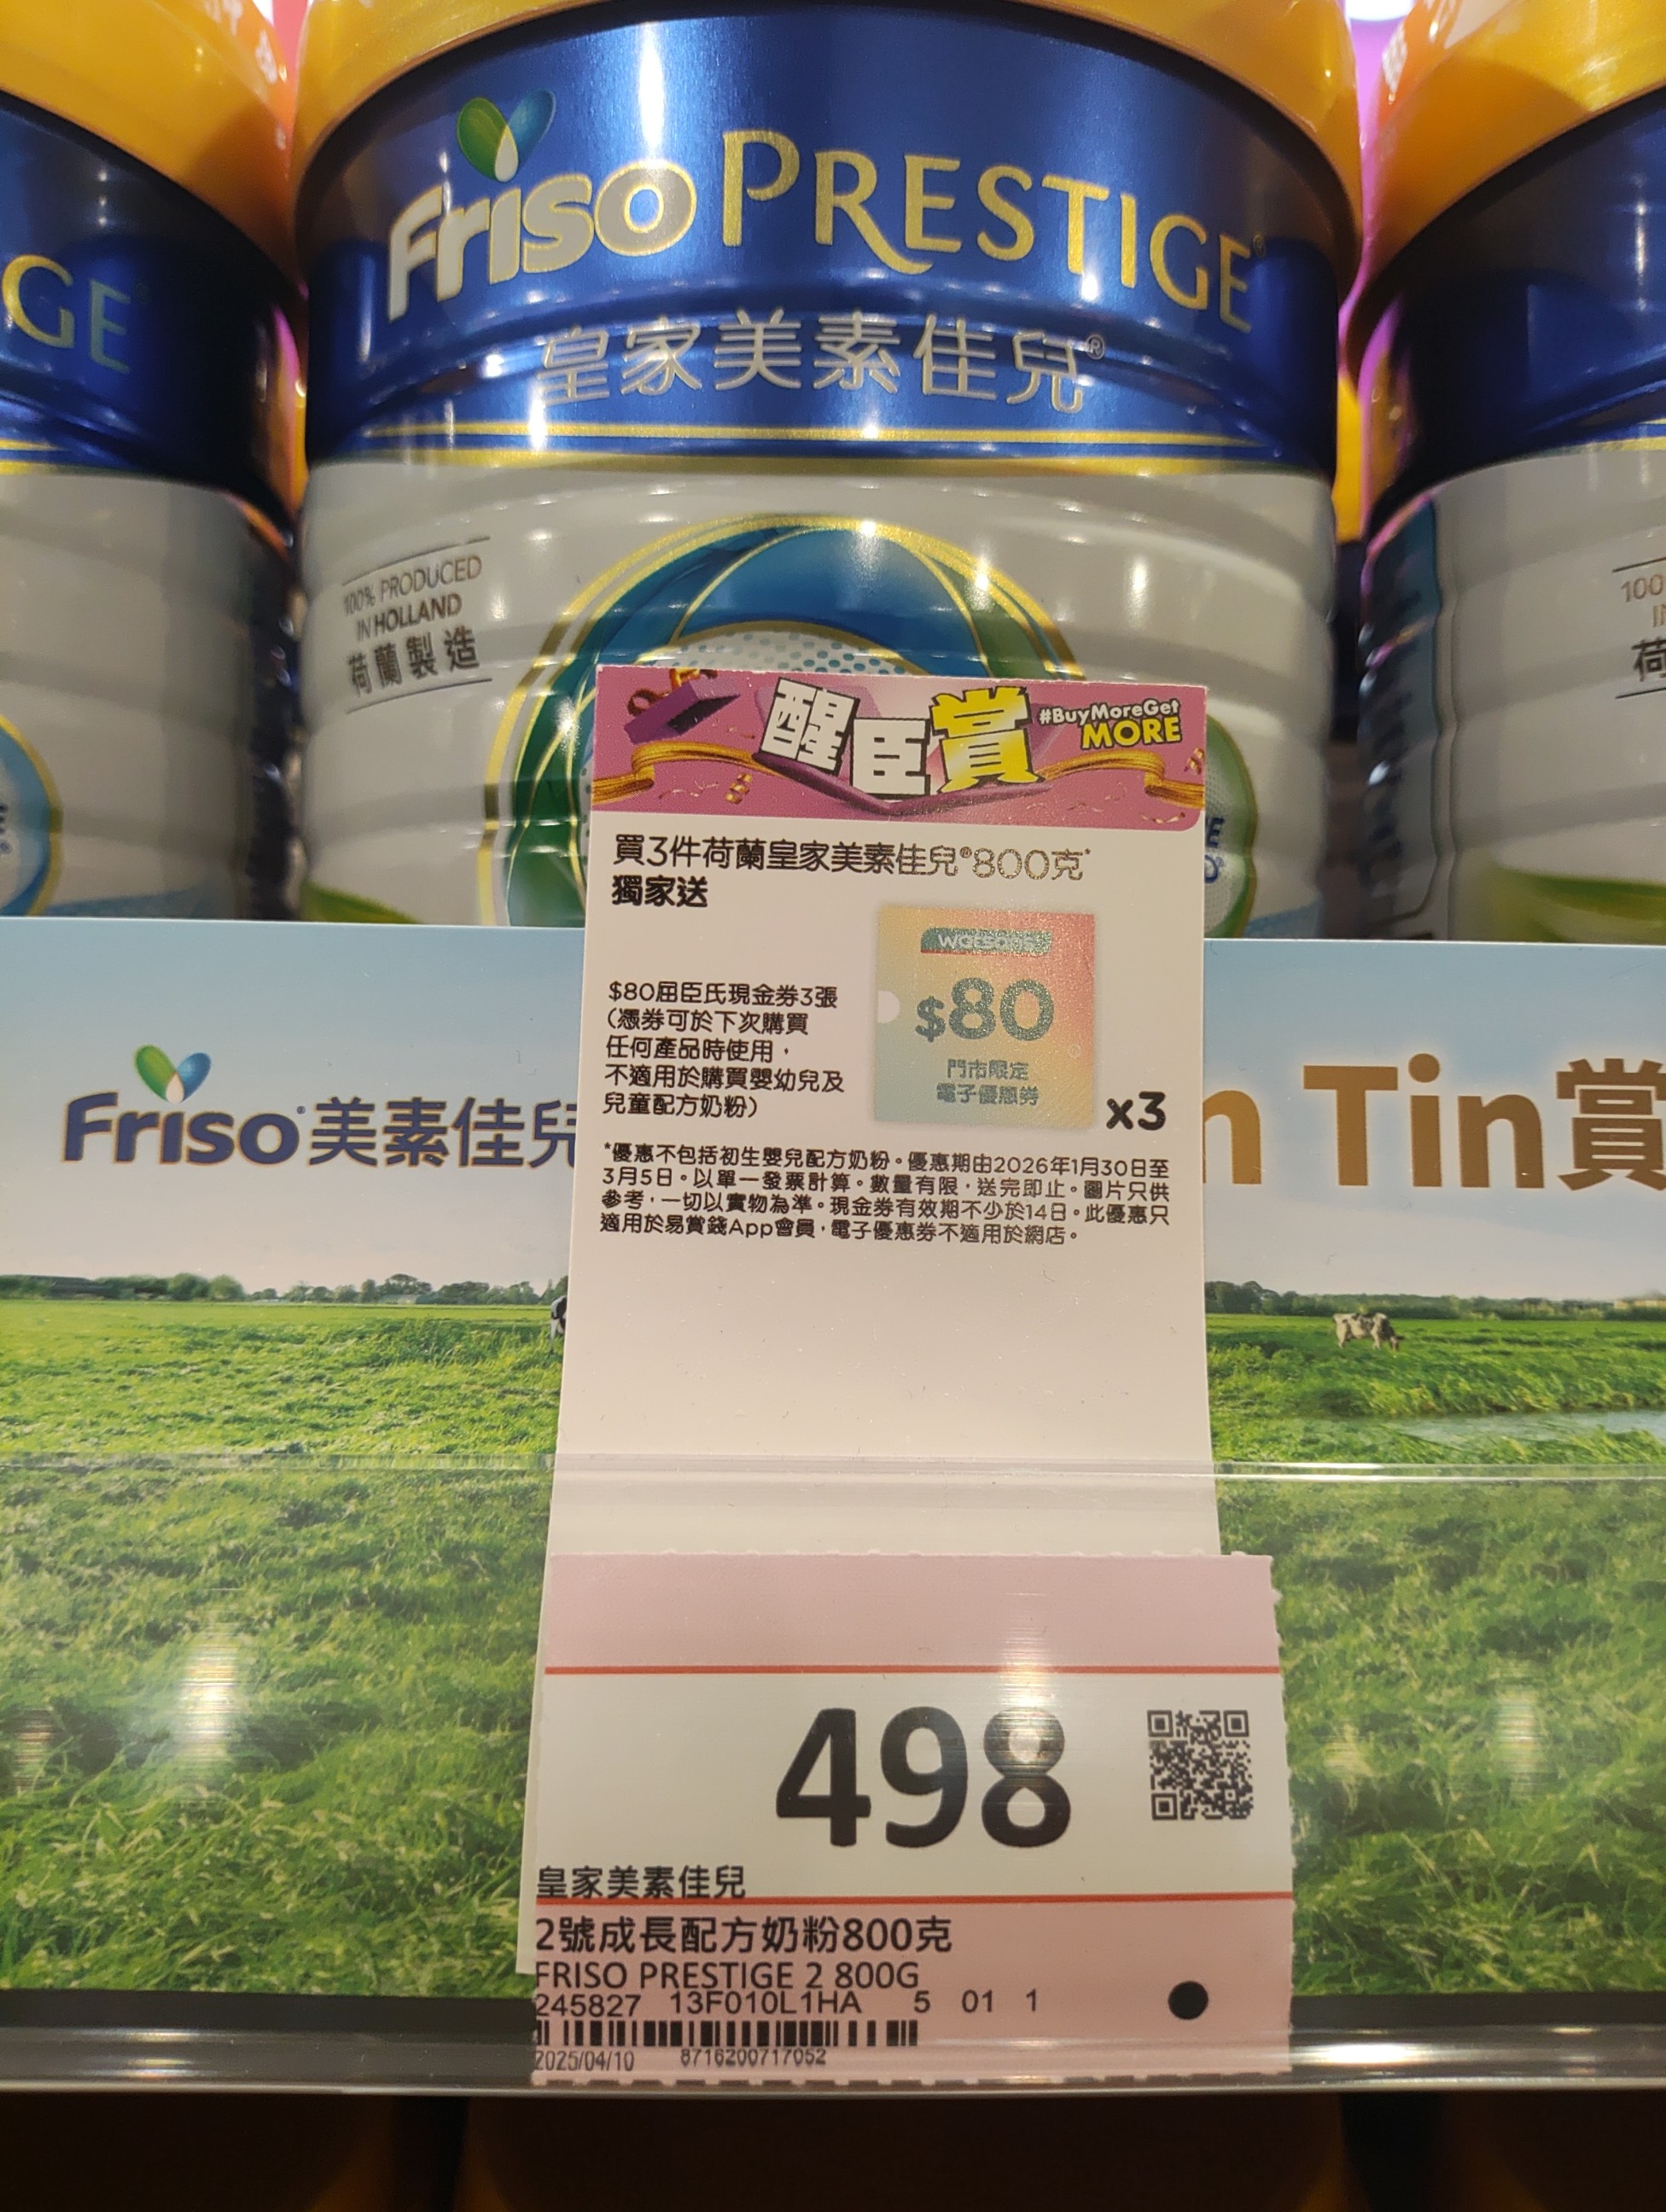 Friso PRESTIGE®
GE
皇家美素佳兒®
100% PRODUCED
IN HOLLAND
荷蘭製造
100
荷
醒臣賞
#BuyMoreGet
MORE
買3件荷蘭皇家美素佳兒®800克*
獨家送
watsons
$80
門市限定
電子優惠券
x3
$80屈臣氏現金券3張
(憑券可於下次購買
任何產品時使用，
不適用於購買嬰幼兒及
兒童配方奶粉)
*優惠不包括初生嬰兒配方奶粉。優惠期由2026年1月30日至
3月5日。以單一發票計算。數量有限，送完即止。圖片只供
參考，一切以實物為準。現金券有效期不少於14日。此優惠只
適用於易賞錢App會員，電子優惠券不適用於網店。
Friso®美素佳兒
n Tin賞
498
皇家美素佳兒
2號成長配方奶粉800克
FRISO PRESTIGE 2 800G
245827 13F010L1HA 5 01 1
2025/04/10 8716200717052